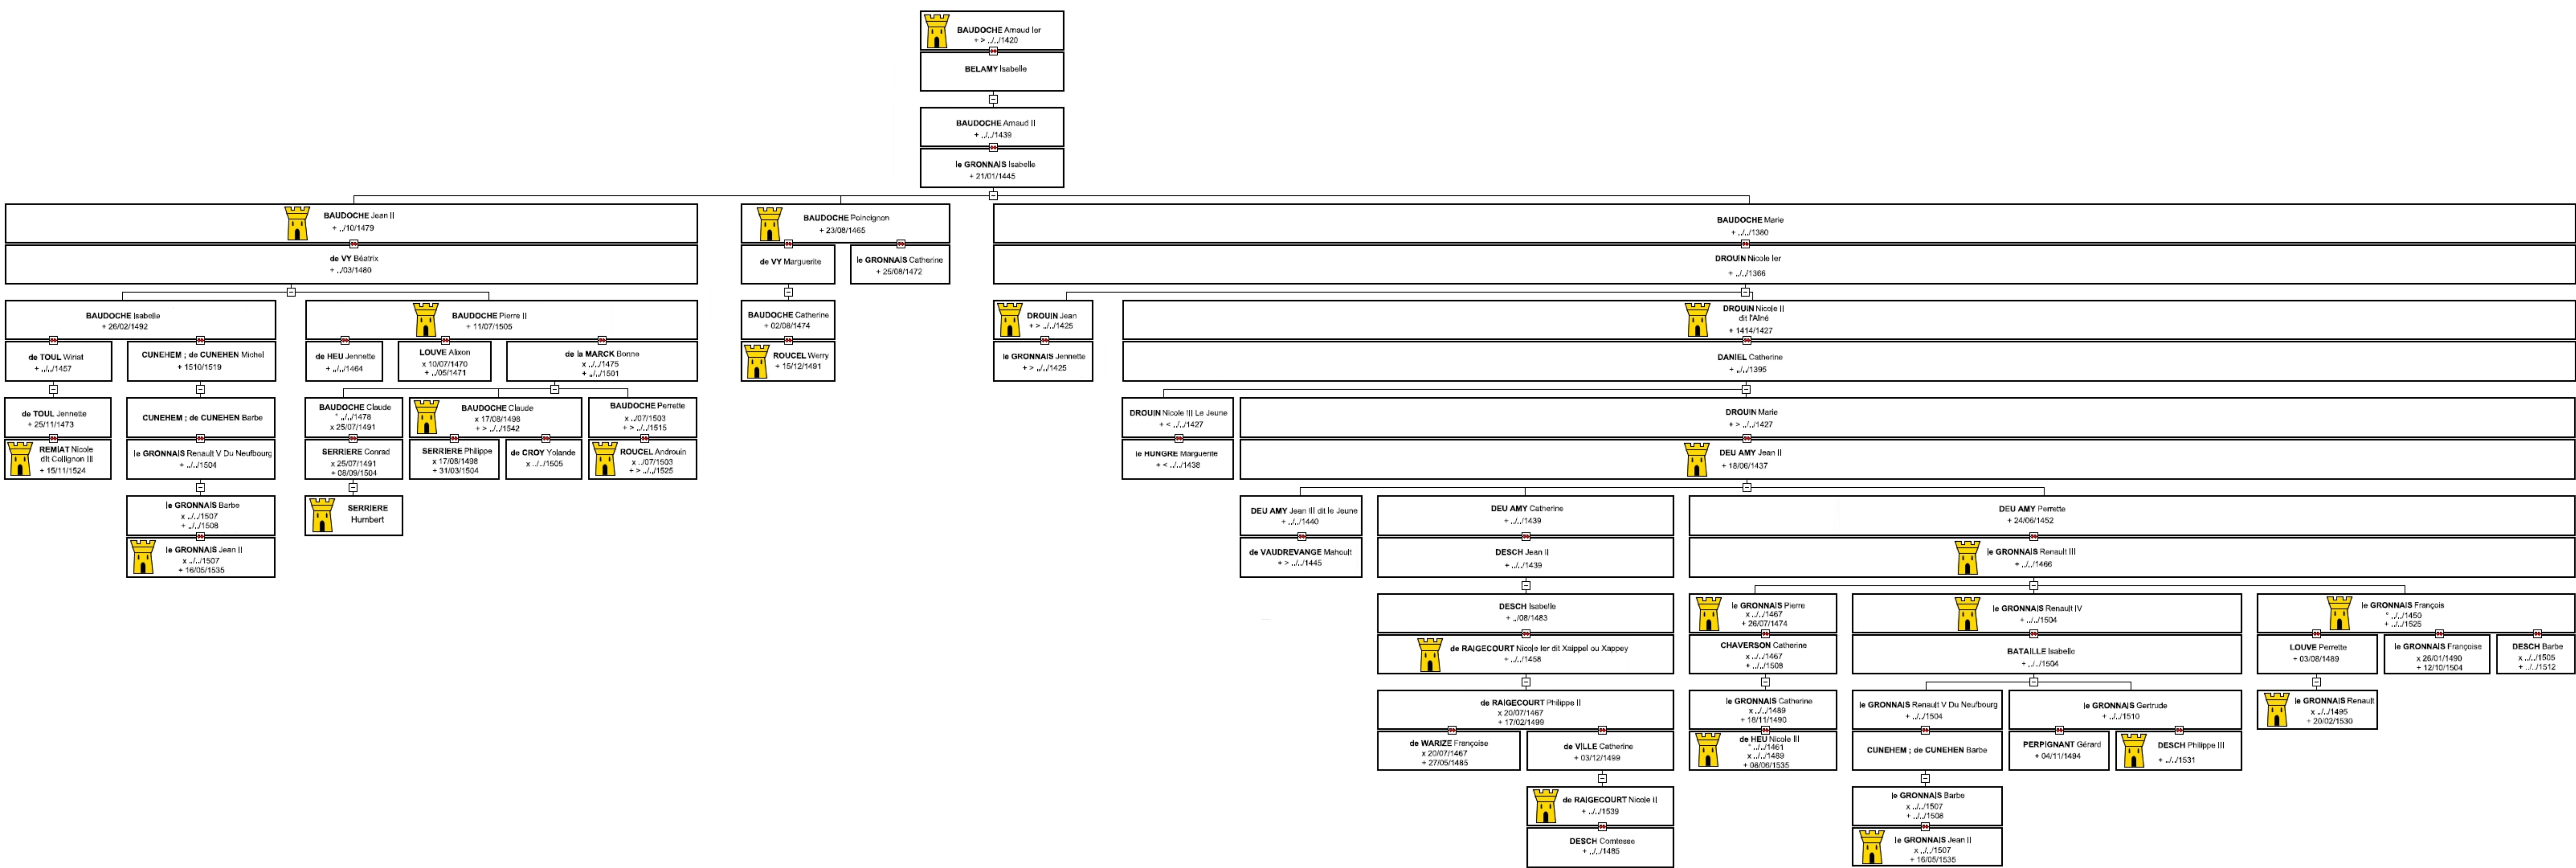 BAUDOCHE Arnaud Ier
+ > ../../1420
BELAMY Isabelle
BAUDOCHE Arnaud II
+ ../../1439
le GRONNAIS Isabelle
+ 21/01/1445
BAUDOCHE Jean II
+ ../10/1479
de VY Béatrix
+ ../03/1480
BAUDOCHE Poincignon
+ 23/08/1465
de VY Marguerite
le GRONNAIS Catherine
+ 25/08/1472
BAUDOCHE Marie
+ ../../1380
DROUIN Nicole Ier
+ ../../1366
BAUDOCHE Isabelle
+ 26/02/1492
de TOUL Wiriat
+ ../../1457
CUNEHEM ; de CUNEHEN Michel
+ 1510/1519
BAUDOCHE Pierre II
+ 11/07/1505
de HEU Jennette
+ ../../1464
LOUVE Alixon
x 10/07/1470
+ ../05/1471
de la MARCK Bonne
x ../../1475
+ ../../1501
BAUDOCHE Catherine
+ 02/08/1474
ROUCEL Werry
+ 15/12/1491
DROUIN Jean
+ > ../../1425
le GRONNAIS Jennette
+ > ../../1425
DROUIN Nicole II
dit l'Aîné
+ 1414/1427
DANIEL Catherine
+ ../../1395
de TOUL Jennette
+ 25/11/1473
REMIAT Nicole
dit Collignon III
+ 15/11/1524
CUNEHEM ; de CUNEHEN Barbe
le GRONNAIS Renault V Du Neufbourg
+ ../../1504
BAUDOCHE Claude
° ../../1478
x 25/07/1491
SERRIERE Conrad
x 25/07/1491
+ 08/09/1504
BAUDOCHE Claude
x 17/08/1498
+ > ../../1542
SERRIERE Philippe
x 17/08/1498
+ 31/03/1504
de CROY Yolande
x ../../1505
BAUDOCHE Perrette
x ../07/1503
+ > ../../1515
ROUCEL Androuin
x ../07/1503
+ > ../../1525
DROUIN Nicole III Le Jeune
+ < ../../1427
le HUNGRE Marguerite
+ < ../../1438
DROUIN Marie
+ > ../../1427
DEU AMY Jean II
+ 18/06/1437
le GRONNAIS Barbe
x ../../1507
+ ../../1508
le GRONNAIS Jean II
x ../../1507
+ 16/05/1535
SERRIERE
Humbert
DEU AMY Jean III dit le Jeune
+ ../../1440
de VAUDREVANGE Mahoult
+ > ../../1445
DEU AMY Catherine
+ ../../1439
DESCH Jean II
+ ../../1439
DEU AMY Perrette
+ 24/06/1452
le GRONNAIS Renault III
+ ../../1466
DESCH Isabelle
+ ../08/1483
de RAIGECOURT Nicole Ier dit Xaippel ou Xappey
+ ../../1458
le GRONNAIS Pierre
x ../../1467
+ 26/07/1474
CHAVERSON Catherine
x ../../1467
+ ../../1508
le GRONNAIS Renault IV
+ ../../1504
BATAILLE Isabelle
+ ../../1504
le GRONNAIS François
° ../../1450
+ ../../1525
LOUVE Perrette
+ 03/08/1489
le GRONNAIS Françoise
x 26/01/1490
+ 12/10/1504
DESCH Barbe
x ../../1505
+ ../../1512
de RAIGECOURT Philippe II
x 20/07/1467
+ 17/02/1499
de WARIZE Françoise
x 20/07/1467
+ 27/05/1485
de VILLE Catherine
+ 03/12/1499
le GRONNAIS Catherine
x ../../1489
+ 18/11/1490
de HEU Nicole III
° ../../1461
x ../../1489
+ 08/06/1535
le GRONNAIS Renault V Du Neufbourg
+ ../../1504
CUNEHEM ; de CUNEHEN Barbe
le GRONNAIS Gertrude
+ ../../1510
PERPIGNANT Gérard
+ 04/11/1494
DESCH Philippe III
+ ../../1531
le GRONNAIS Renault
x ../../1495
+ 20/02/1530
de RAIGECOURT Nicole II
+ ../../1539
DESCH Comtesse
+ ../../1485
le GRONNAIS Barbe
x ../../1507
+ ../../1508
le GRONNAIS Jean II
x ../../1507
+ 16/05/1535